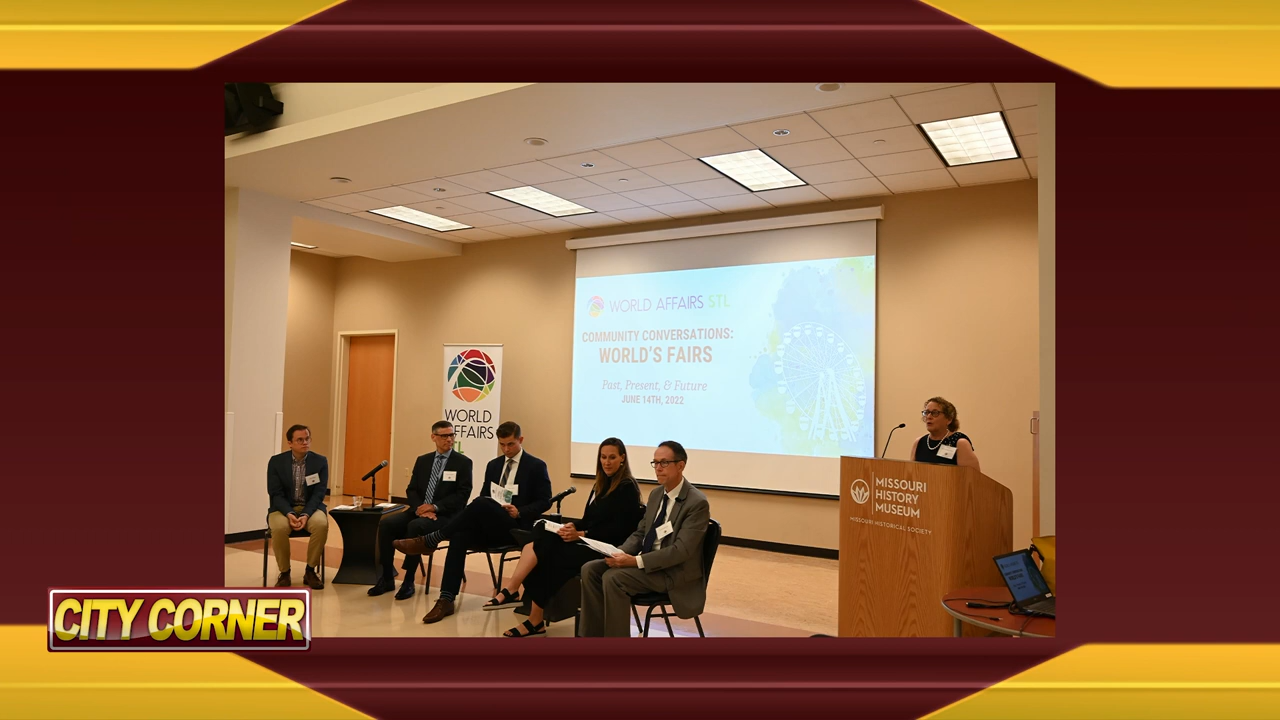 WORLD AFFAIRS STL
COMMUNITY CONVERSATIONS:
WORLD'S FAIRS
Past, Present, & Future
JUNE 14TH, 2022
WORLD
AFFAIRS
STL
MISSOURI
HISTORY
MUSEUM
MISSOURI HISTORICAL SOCIETY
CITY CORNER